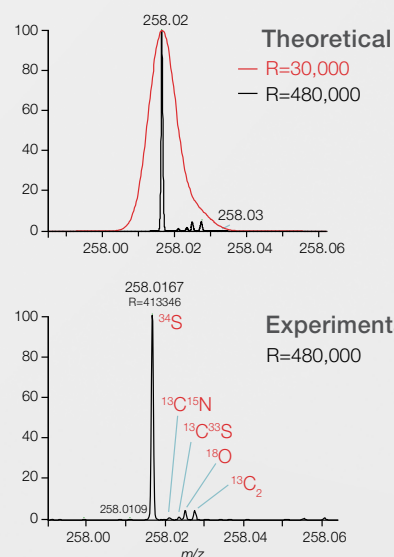 258.02
Theoretical
R=30,000
R=480,000
258.03
100
80
60
40
20
0
258.00 258.02 258.04 258.06
258.0167
R=413346
³⁴S
Experiment
R=480,000
¹³C¹⁵N
¹³C³³S
¹⁸O
¹³C₂
258.0109
100
80
60
40
20
0
258.00 258.02 258.04 258.06
m/z